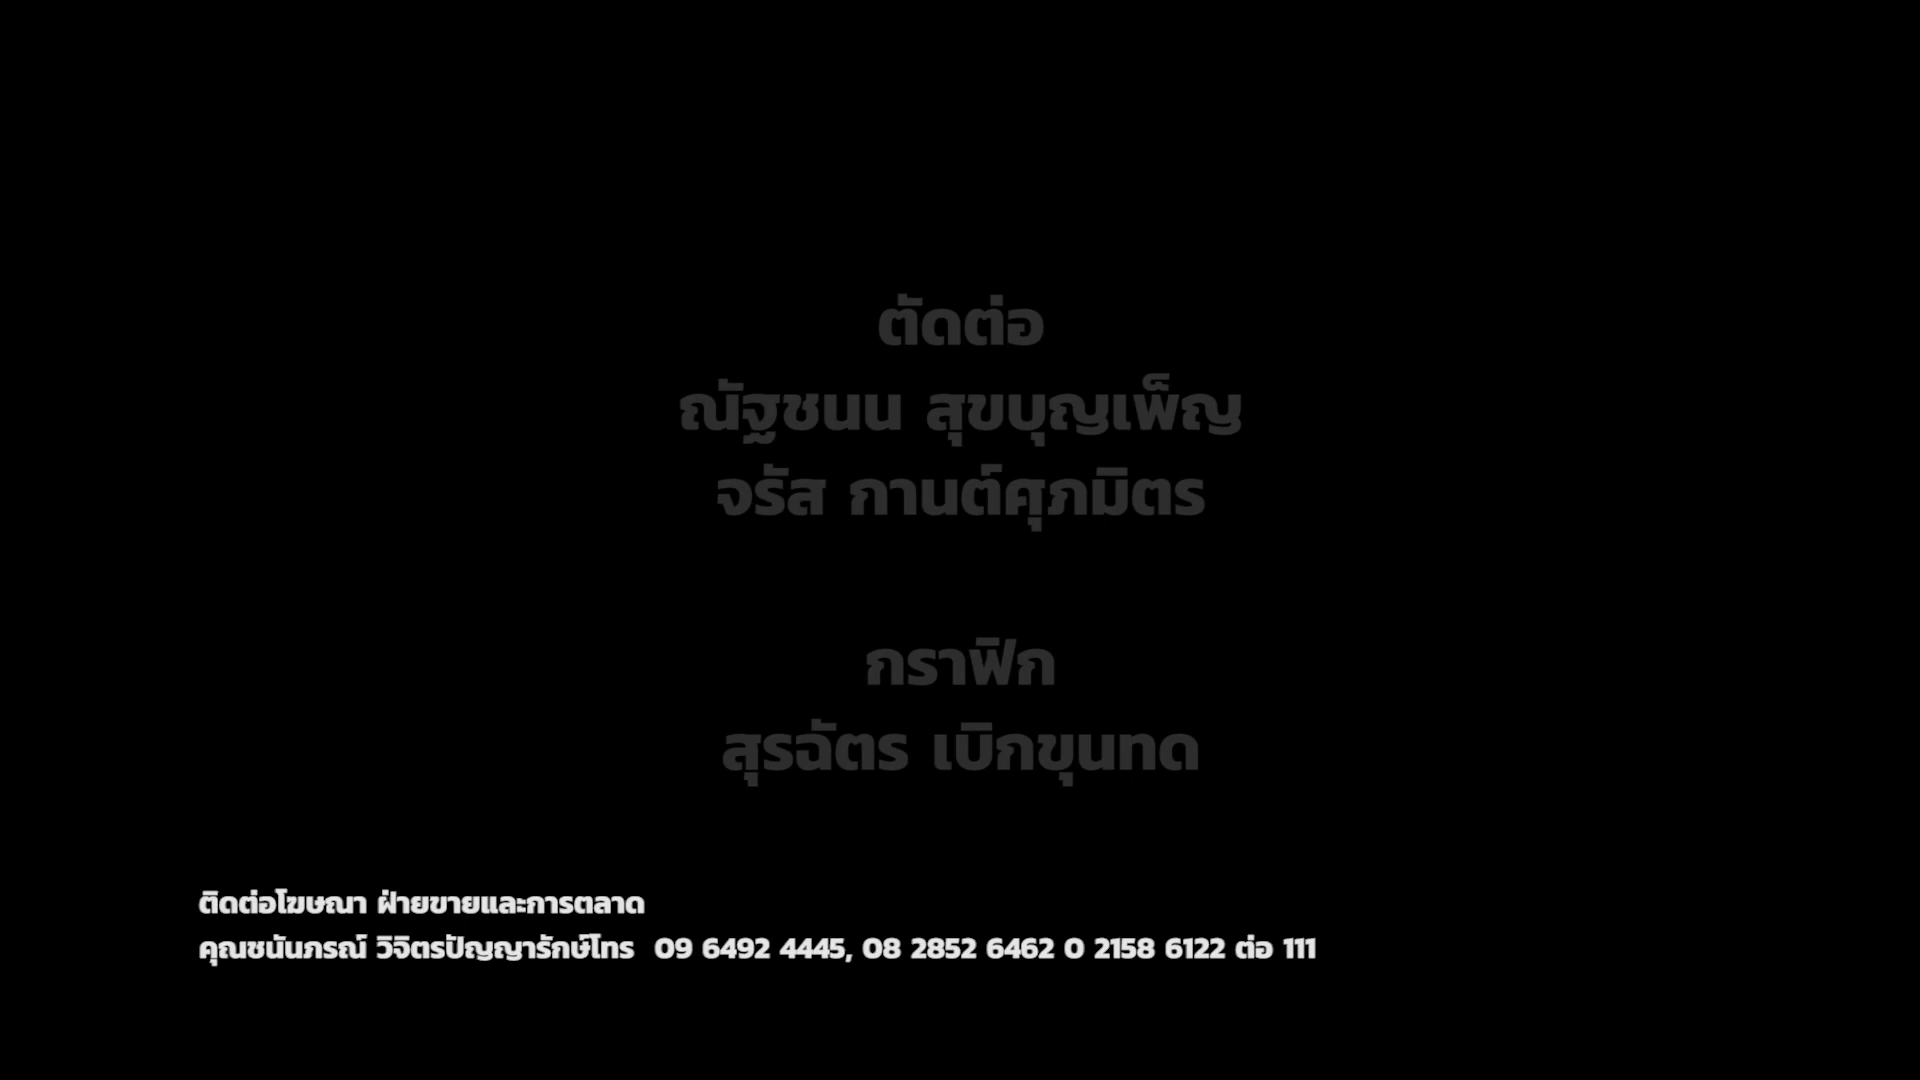 ตัดต่อ
ณัฐชนน สุขบุญเพ็ญ
จรัส กานต์ศุภมิตร
กราฟิก
สุรฉัตร เบิกขุนทด
ติดต่อโฆษณา ฝ่ายขายและการตลาด
คุณชนันภรณ์ วิจิตรปัญญารักษ์โทร 09 6492 4445, 08 2852 6462 0 2158 6122 ต่อ 111